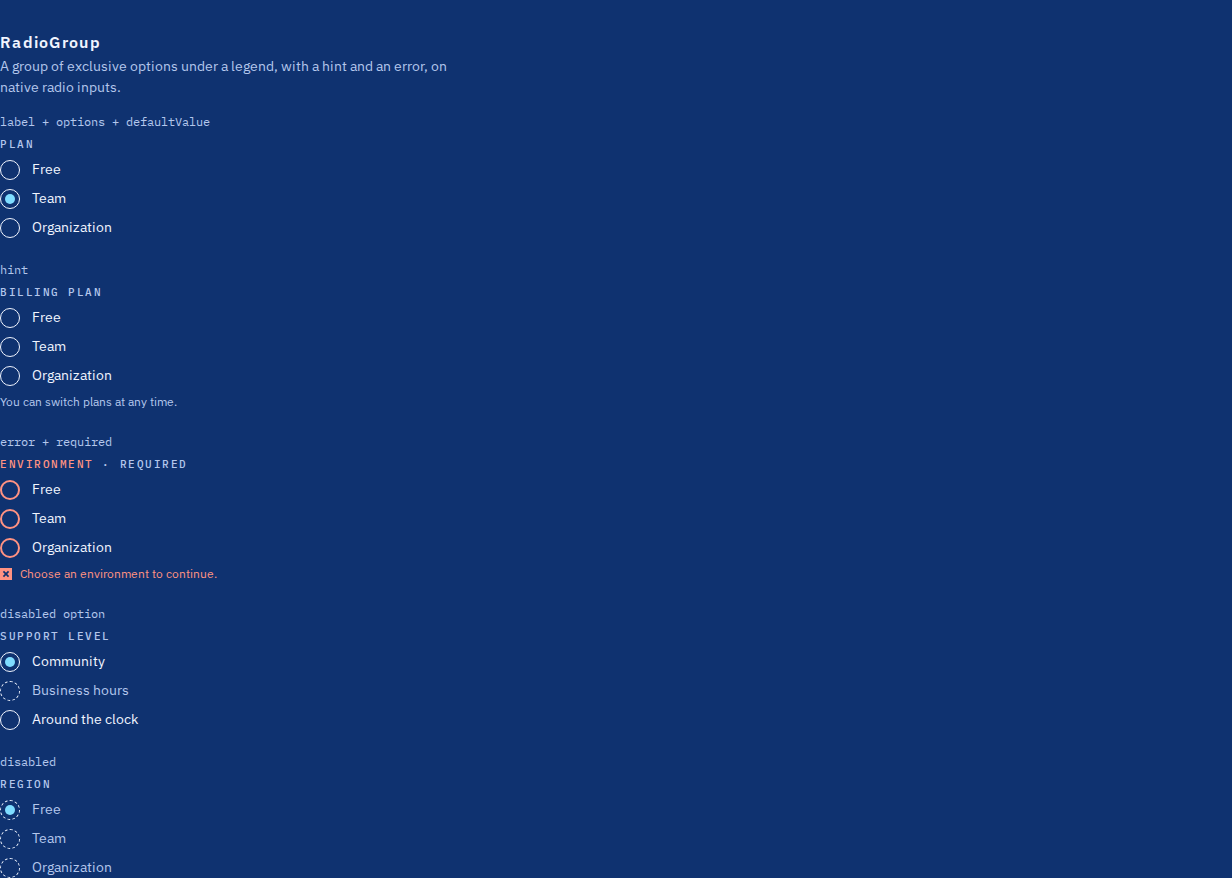 RadioGroup
A group of exclusive options under a legend, with a hint and an error, on
native radio inputs.
label + options + defaultValue
PLAN
Free
Team
Organization
hint
BILLING PLAN
Free
Team
Organization
You can switch plans at any time.
error + required
ENVIRONMENT · REQUIRED
Free
Team
Organization
Choose an environment to continue.
disabled option
SUPPORT LEVEL
Community
Business hours
Around the clock
disabled
REGION
Free
Team
Organization